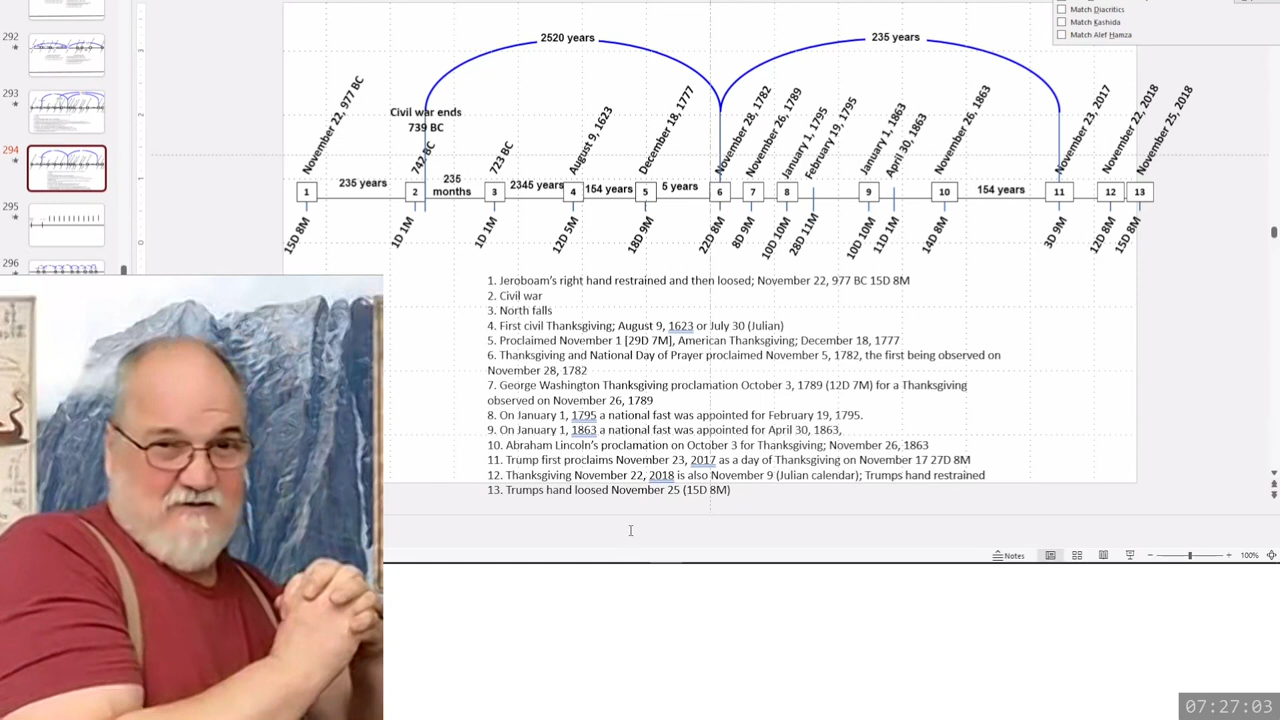 Match Diacritics
Match Kashida
Match Alef Hamza
292
293
294
295
296
3
2
1
0
2520 years
235 years
Civil war ends
739 BC
November 22, 977 BC
742 BC
723 BC
August 9, 1623
December 18, 1777
November 28, 1782
November 26, 1789
January 1, 1795
February 19, 1795
January 1, 1863
April 30, 1863
November 26, 1863
November 23, 2017
November 22, 2018
November 25, 2018
1 235 years 2 235 months 3 2345 years 4 154 years 5 5 years 6 7 8 9 10 154 years 11 12 13
15D 8M
1D 1M
1D 1M
12D 5M
18D 9M
22D 8M
8D 9M
10D 10M
28D 11M
10D 10M
11D 1M
14D 8M
3D 9M
12D 8M
15D 8M
1. Jeroboam's right hand restrained and then loosed; November 22, 977 BC 15D 8M
2. Civil war
3. North falls
4. First civil Thanksgiving; August 9, 1623 or July 30 (Julian)
5. Proclaimed November 1 [29D 7M], American Thanksgiving; December 18, 1777
6. Thanksgiving and National Day of Prayer proclaimed November 5, 1782, the first being observed on
November 28, 1782
7. George Washington Thanksgiving proclamation October 3, 1789 (12D 7M) for a Thanksgiving
observed on November 26, 1789
8. On January 1, 1795 a national fast was appointed for February 19, 1795.
9. On January 1, 1863 a national fast was appointed for April 30, 1863,.
10. Abraham Lincoln's proclamation on October 3 for Thanksgiving; November 26, 1863
11. Trump first proclaims November 23, 2017 as a day of Thanksgiving on November 17 27D 8M
12. Thanksgiving November 22, 2018 is also November 9 (Julian calendar); Trumps hand restrained
13. Trumps hand loosed November 25 (15D 8M)
Notes
100%
07:27:03